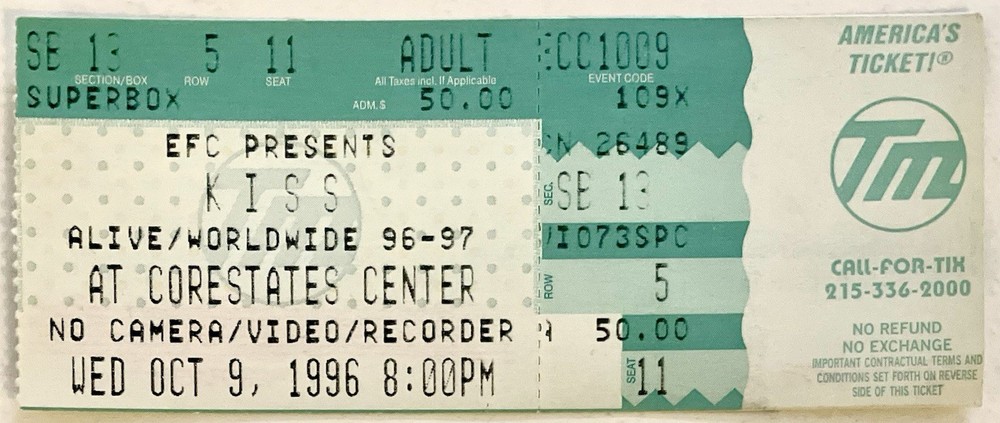 SB 13 5 11 ADULT
SECTION/BOX ROW SEAT All Taxes Incl. If Applicable
SUPERBOX ADM.$ 50.00
EFC PRESENTS
KISS
ALIVE/WORLDWIDE 96-97
AT CORESTATES CENTER
NO CAMERA/VIDEO/RECORDER
WED OCT 9, 1996 8:00PM
ECC1009
EVENT CODE
109X
CN 26489
SEC. SB 13
VI073SPC
ROW 5
A 50.00
SEAT 11
AMERICA'S
TICKET!®
TM
CALL-FOR-TIX
215-336-2000
NO REFUND
NO EXCHANGE
IMPORTANT CONTRACTUAL TERMS AND
CONDITIONS SET FORTH ON REVERSE
SIDE OF THIS TICKET